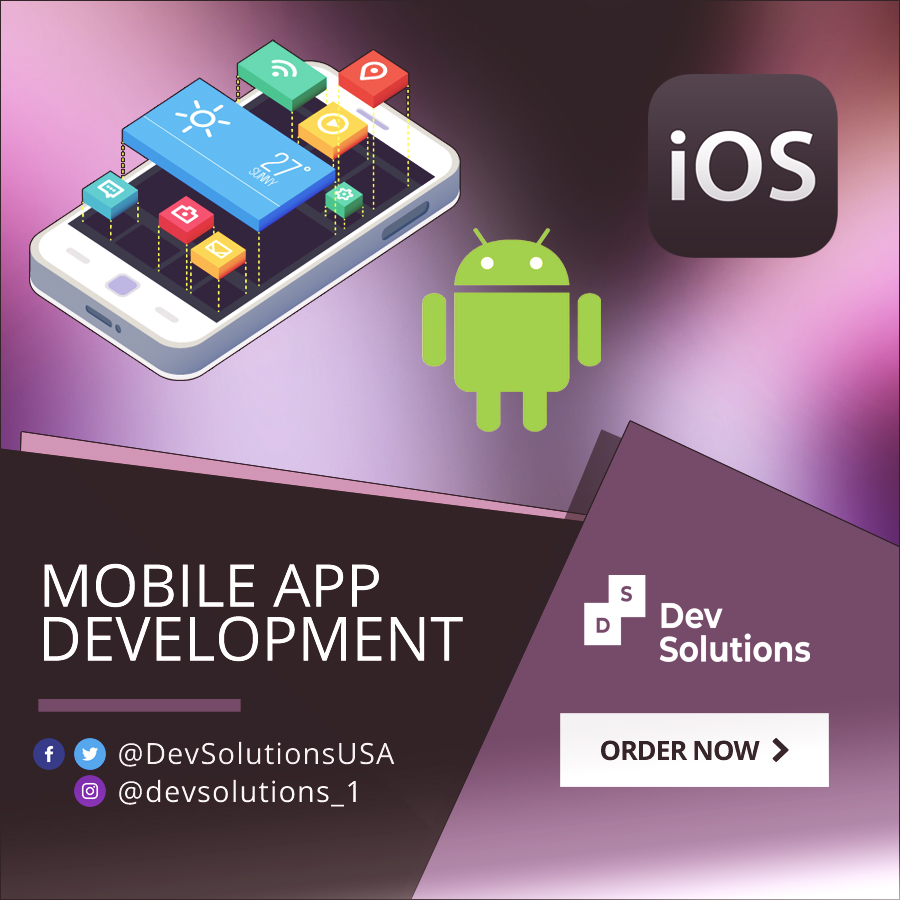 27°
SUNNY
iOS
MOBILE APP
DEVELOPMENT
@DevSolutionsUSA
@devsolutions_1
S
D
Dev
Solutions
ORDER NOW